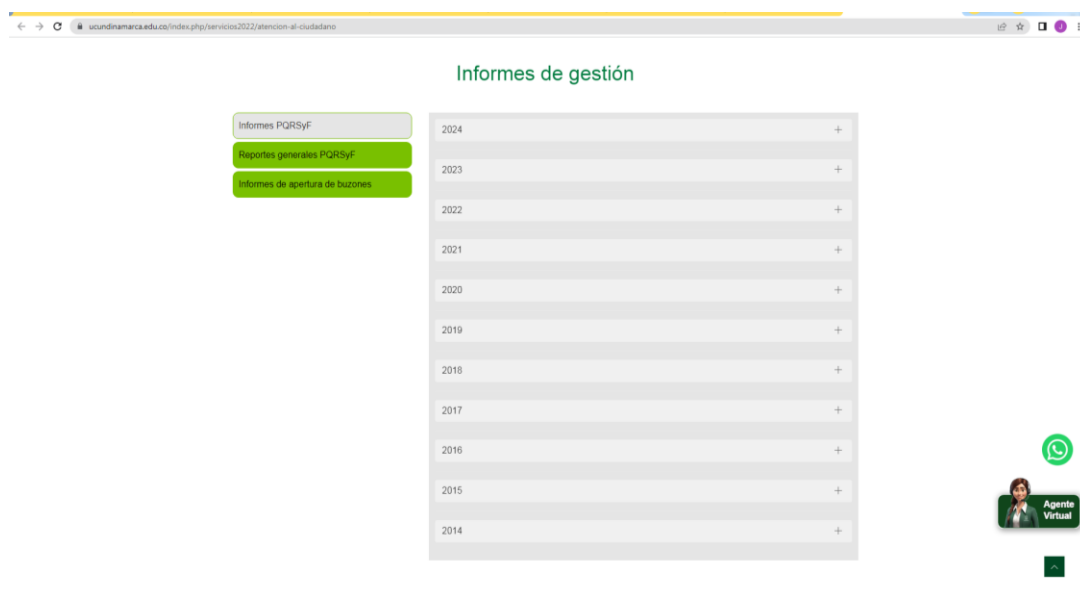 ucundinamarca.edu.co/index.php/servicios2022/atencion-al-ciudadano
J
Informes de gestión
Informes PQRSyF
Reportes generales PQRSyF
Informes de apertura de buzones
2024
2023
2022
2021
2020
2019
2018
2017
2016
2015
2014
Agente
Virtual